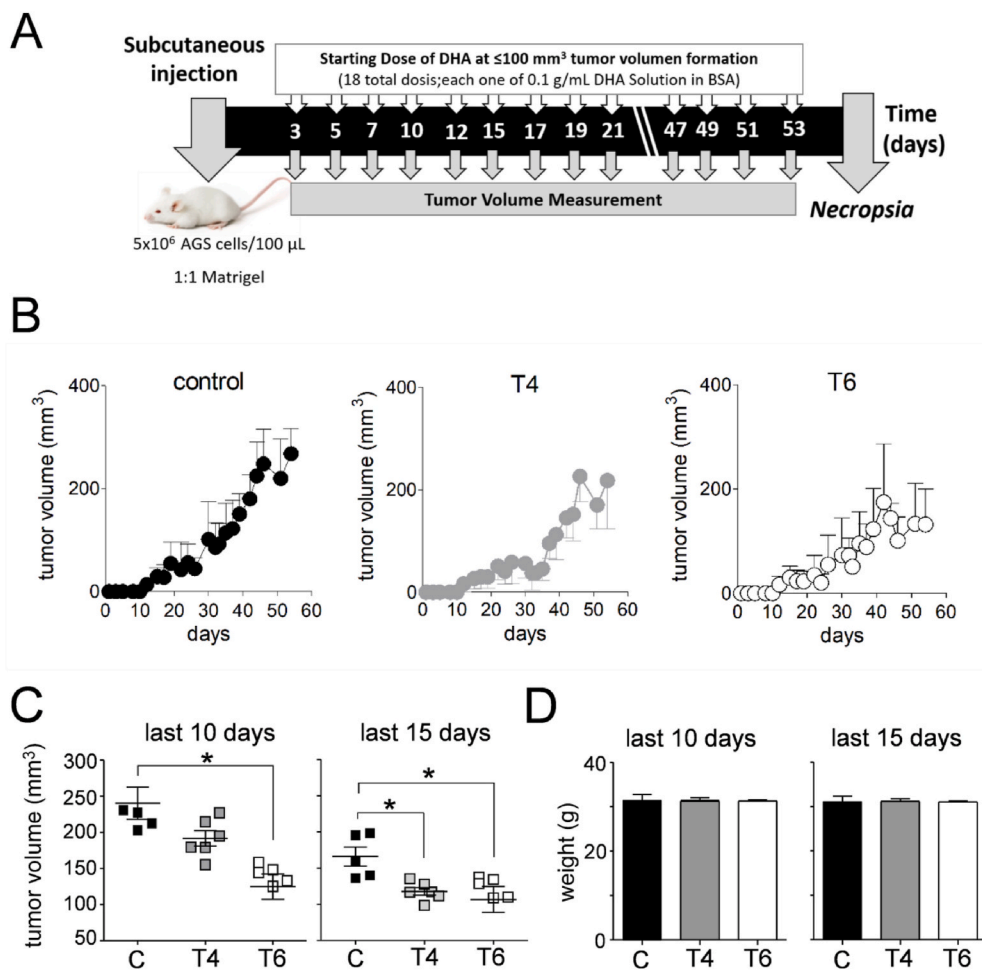 A
Subcutaneous
injection
Starting Dose of DHA at ≤100 mm³ tumor volumen formation
(18 total dosis;each one of 0.1 g/mL DHA Solution in BSA)
3 5 7 10 12 15 17 19 21 47 49 51 53
Time
(days)
Tumor Volume Measurement
Necropsia
5x10⁶ AGS cells/100 µL
1:1 Matrigel
B
control
T4
T6
tumor volume (mm³)
400
200
0
0 10 20 30 40 50 60
days
tumor volume (mm³)
400
200
0
0 10 20 30 40 50 60
days
tumor volume (mm³)
400
200
0
0 10 20 30 40 50 60
days
C
last 10 days
last 15 days
tumor volume (mm³)
300
250
200
150
100
50
*
* *
C T4 T6
C T4 T6
D
last 10 days
last 15 days
weight (g)
40
20
0
C T4 T6
C T4 T6